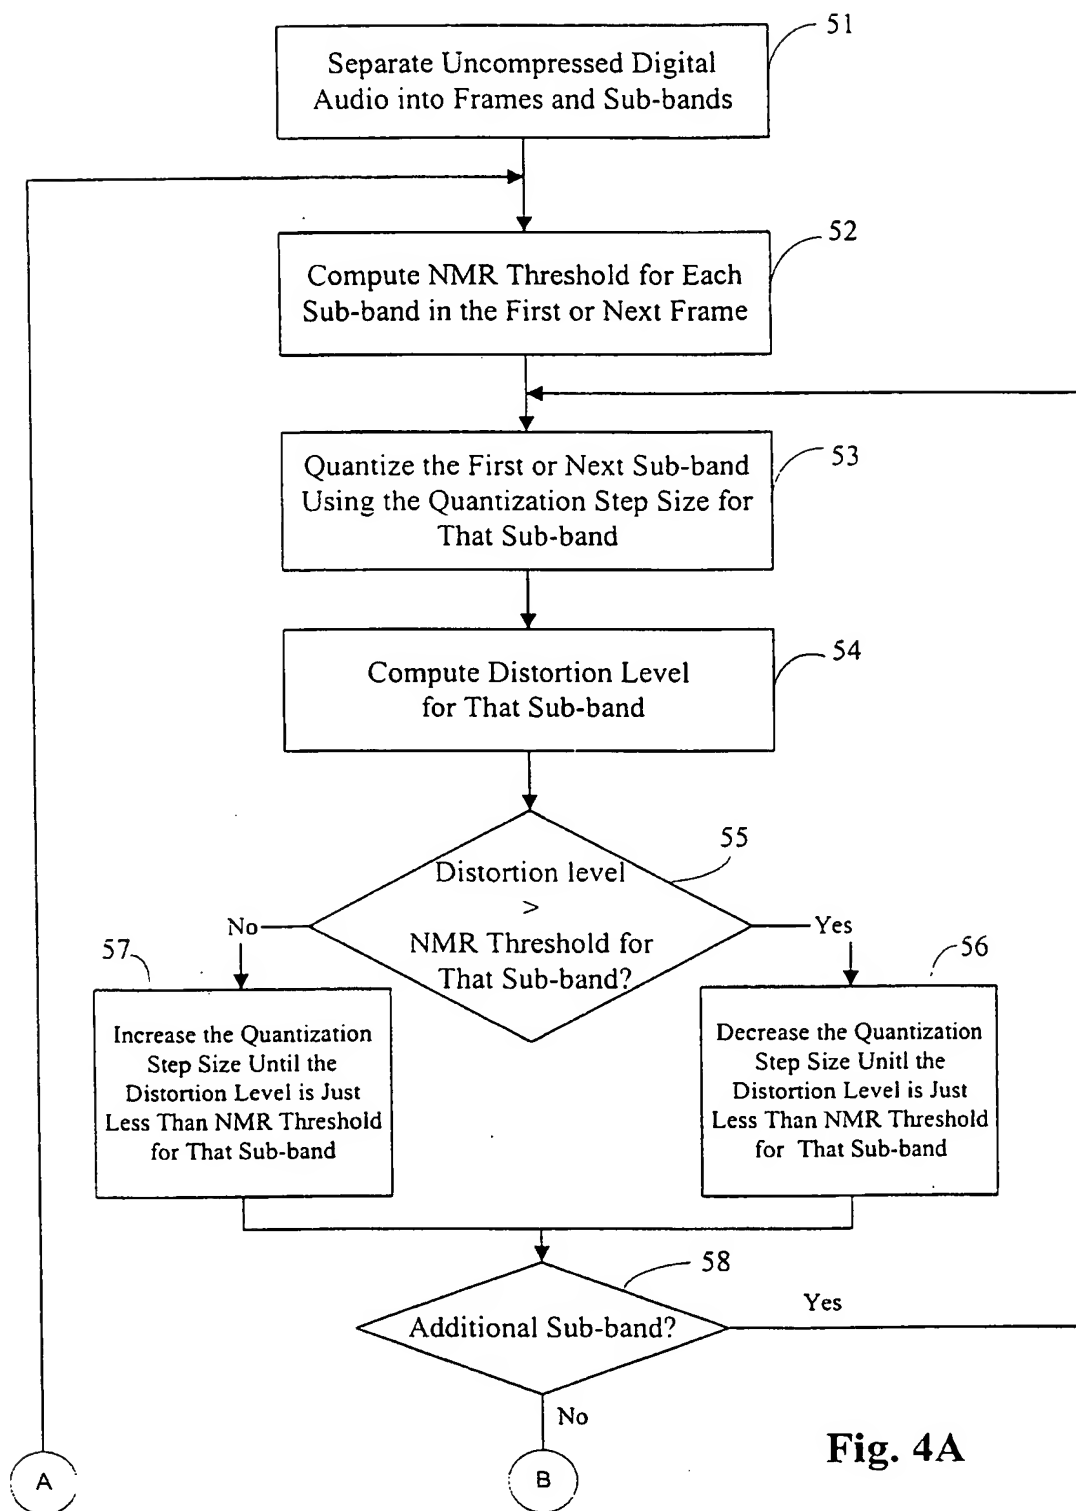 51
Separate Uncompressed Digital
Audio into Frames and Sub-bands
52
Compute NMR Threshold for Each
Sub-band in the First or Next Frame
53
Quantize the First or Next Sub-band
Using the Quantization Step Size for
That Sub-band
54
Compute Distortion Level
for That Sub-band
55
Distortion level
>
NMR Threshold for
That Sub-band?
No
Yes
57
Increase the Quantization
Step Size Until the
Distortion Level is Just
Less Than NMR Threshold
for That Sub-band
56
Decrease the Quantization
Step Size Unitl the
Distortion Level is Just
Less Than NMR Threshold
for That Sub-band
58
Additional Sub-band?
Yes
No
A
B
Fig. 4A